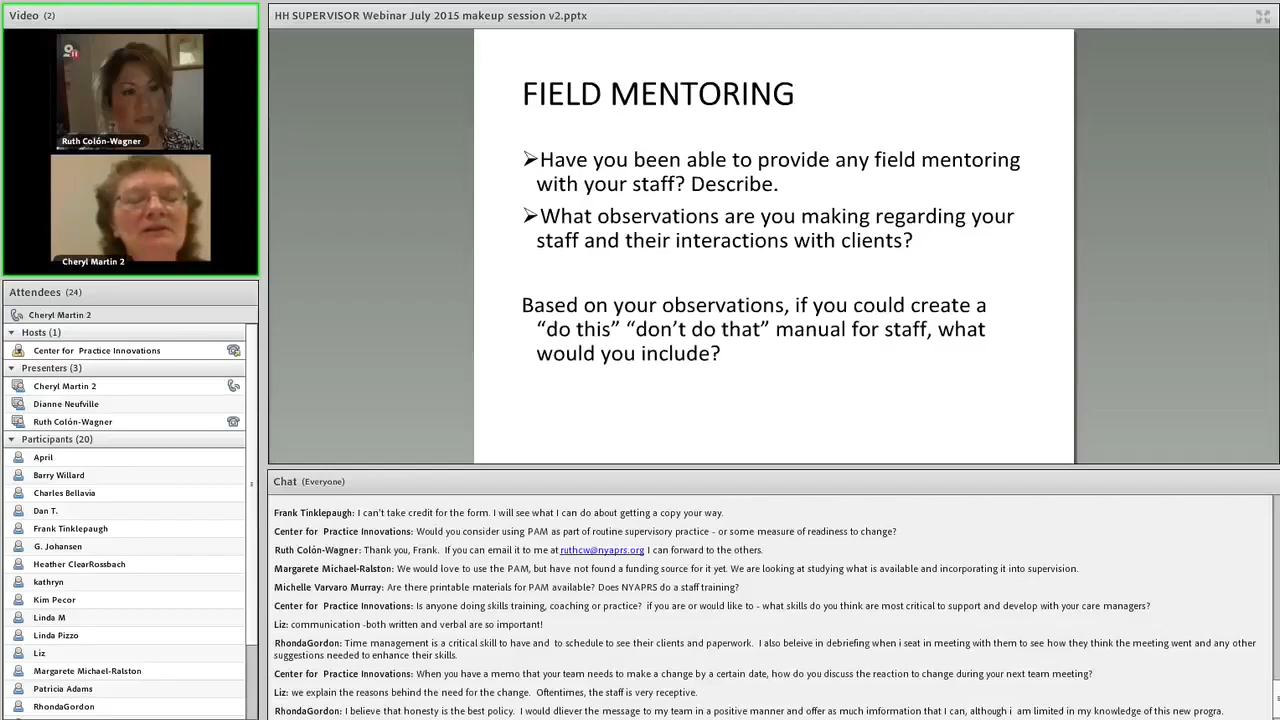 Video (2)
Ruth Colón-Wagner
Cheryl Martin 2
Attendees (24)
Cheryl Martin 2
Hosts (1)
Center for Practice Innovations
Presenters (3)
Cheryl Martin 2
Dianne Neufville
Ruth Colón-Wagner
Participants (20)
April
Barry Willard
Charles Bellavia
Dan T.
Frank Tinklepaugh
G. Johansen
Heather ClearRossbach
kathryn
Kim Pecor
Linda M
Linda Pizzo
Liz
Margarete Michael-Ralston
Patricia Adams
RhondaGordon
HH SUPERVISOR Webinar July 2015 makeup session v2.pptx
FIELD MENTORING
➢Have you been able to provide any field mentoring
with your staff? Describe.
➢What observations are you making regarding your
staff and their interactions with clients?
Based on your observations, if you could create a
“do this” “don’t do that” manual for staff, what
would you include?
Chat (Everyone)
Frank Tinklepaugh: I can't take credit for the form. I will see what I can do about getting a copy your way.
Center for Practice Innovations: Would you consider using PAM as part of routine supervisory practice - or some measure of readiness to change?
Ruth Colón-Wagner: Thank you, Frank. If you can email it to me at ruthcw@nyaprs.org I can forward to the others.
Margarete Michael-Ralston: We would love to use the PAM, but have not found a funding source for it yet. We are looking at studying what is available and incorporating it into supervision.
Michelle Varvaro Murray: Are there printable materials for PAM available? Does NYAPRS do a staff training?
Center for Practice Innovations: Is anyone doing skills training, coaching or practice? if you are or would like to - what skills do you think are most critical to support and develop with your care managers?
Liz: communication -both written and verbal are so important!
RhondaGordon: Time management is a critical skill to have and to schedule to see their clients and paperwork. I also beleive in debriefing when i seat in meeting with them to see how they think the meeting went and any other
suggestions needed to enhance their skills.
Center for Practice Innovations: When you have a memo that your team needs to make a change by a certain date, how do you discuss the reaction to change during your next team meeting?
Liz: we explain the reasons behind the need for the change. Oftentimes, the staff is very receptive.
RhondaGordon: I believe that honesty is the best policy. I would dliever the message to my team in a positive manner and offer as much imformation that I can, although i am limited in my knowledge of this new progra.